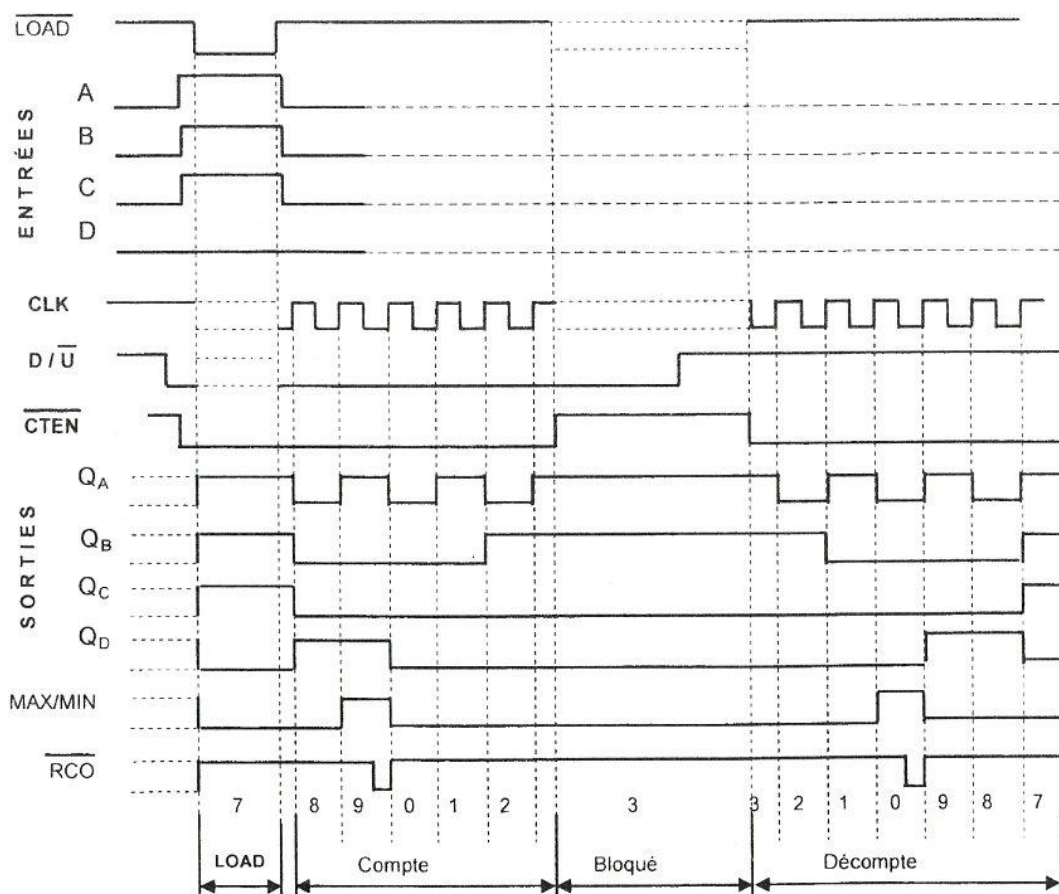 LOAD
ENTRÉES
A
B
C
D
CLK
D / U
CTEN
SORTIES
QA
QB
QC
QD
MAX/MIN
RCO
7 8 9 0 1 2 3 3 2 1 0 9 8 7
LOAD Compte Bloqué Décompte